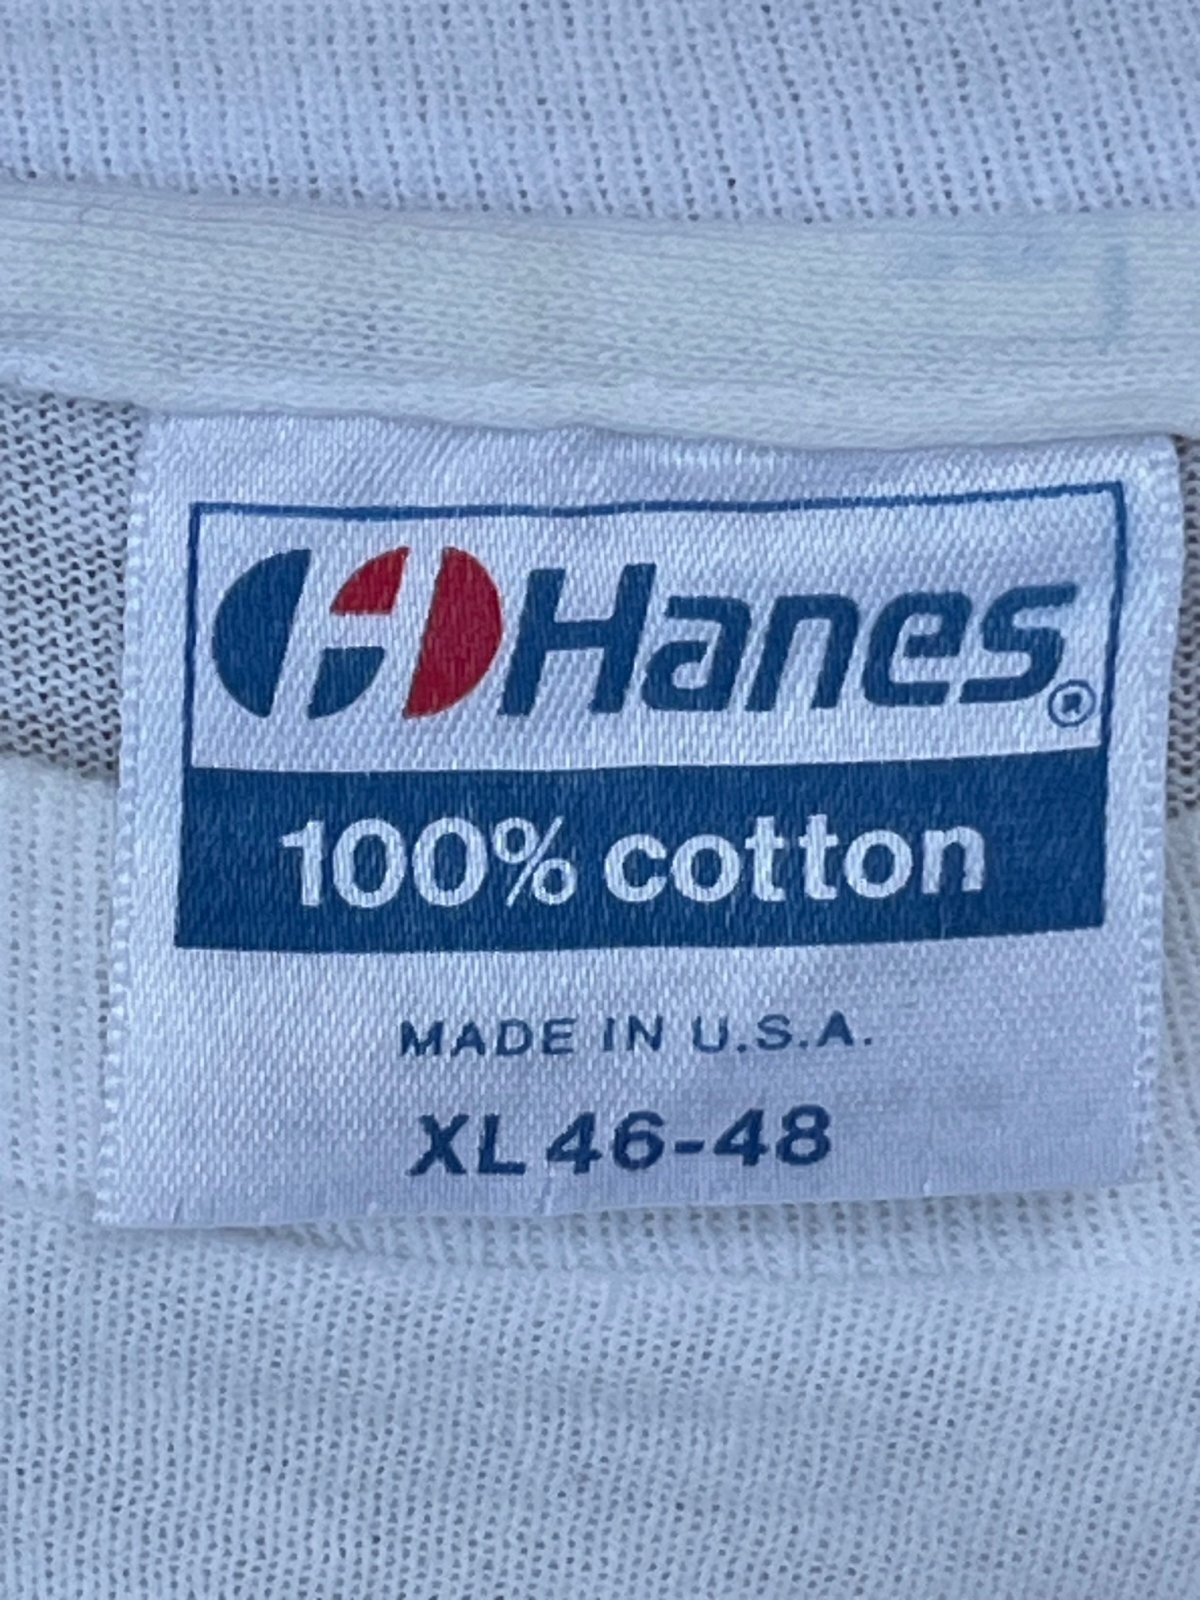 Hanes®
100% cotton
MADE IN U.S.A.
XL 46-48